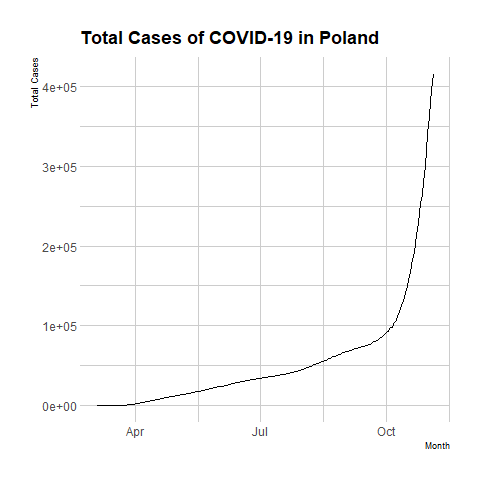 Total Cases of COVID-19 in Poland
Total Cases
4e+05
3e+05
2e+05
1e+05
0e+00
Apr Jul Oct
Month